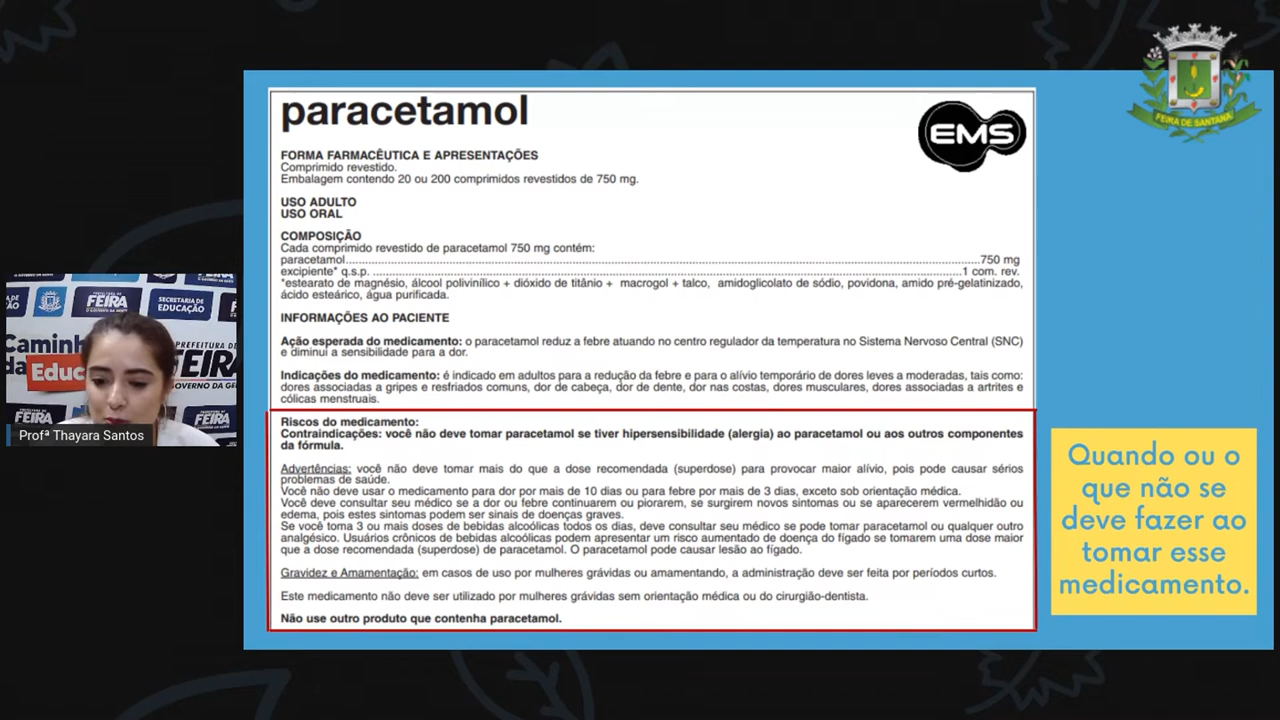 paracetamol
EMS
FORMA FARMACÊUTICA E APRESENTAÇÕES
Comprimido revestido.
Embalagem contendo 20 ou 200 comprimidos revestidos de 750 mg.
USO ADULTO
USO ORAL
COMPOSIÇÃO
Cada comprimido revestido de paracetamol 750 mg contém:
paracetamol..........750 mg
excipiente* q.s.p. ..........1 com. rev.
*estearato de magnésio, álcool polivinílico + dióxido de titânio + macrogol + talco, amidoglicolato de sódio, povidona, amido pré-gelatinizado,
ácido esteárico, água purificada.
INFORMAÇÕES AO PACIENTE
Ação esperada do medicamento: o paracetamol reduz a febre atuando no centro regulador da temperatura no Sistema Nervoso Central (SNC)
e diminui a sensibilidade para a dor.
Indicações do medicamento: é indicado em adultos para a redução da febre e para o alívio temporário de dores leves a moderadas, tais como:
dores associadas a gripes e resfriados comuns, dor de cabeça, dor de dente, dor nas costas, dores musculares, dores associadas a artrites e
cólicas menstruais.
Riscos do medicamento:
Contraindicações: você não deve tomar paracetamol se tiver hipersensibilidade (alergia) ao paracetamol ou aos outros componentes
da fórmula.
Advertências: você não deve tomar mais do que a dose recomendada (superdose) para provocar maior alívio, pois pode causar sérios
problemas de saúde.
Você não deve usar o medicamento para dor por mais de 10 dias ou para febre por mais de 3 dias, exceto sob orientação médica.
Você deve consultar seu médico se a dor ou febre continuarem ou piorarem, se surgirem novos sintomas ou se aparecerem vermelhidão ou
edema, pois estes sintomas podem ser sinais de doenças graves.
Se você toma 3 ou mais doses de bebidas alcoólicas todos os dias, deve consultar seu médico se pode tomar paracetamol ou qualquer outro
analgésico. Usuários crônicos de bebidas alcoólicas podem apresentar um risco aumentado de doença do fígado se tomarem uma dose maior
que a dose recomendada (superdose) de paracetamol. O paracetamol pode causar lesão ao fígado.
Gravidez e Amamentação: em casos de uso por mulheres grávidas ou amamentando, a administração deve ser feita por períodos curtos.
Este medicamento não deve ser utilizado por mulheres grávidas sem orientação médica ou do cirurgião-dentista.
Não use outro produto que contenha paracetamol.
Quando ou o
que não se
deve fazer ao
tomar esse
medicamento.
FEIRA DE SANTANA
PREFEITURA DE
FEIRA
SECRETARIA DE
EDUCAÇÃO
Caminh
da Educ
PREFEITURA DE
FEIRA
GOVERNO DA GE
PREFEITURA DE
FEIRA
PREFEITURA DE
FEIRA
Profª Thayara Santos